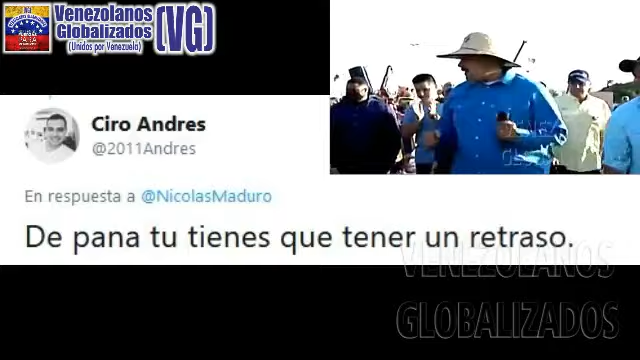 Venezolanos
Globalizados
(Unidos por Venezuela)
(VG)
Ciro Andres
@2011Andres
En respuesta a @NicolasMaduro
De pana tu tienes que tener un retraso.
VENEZOLANOS
GLOBALIZADOS